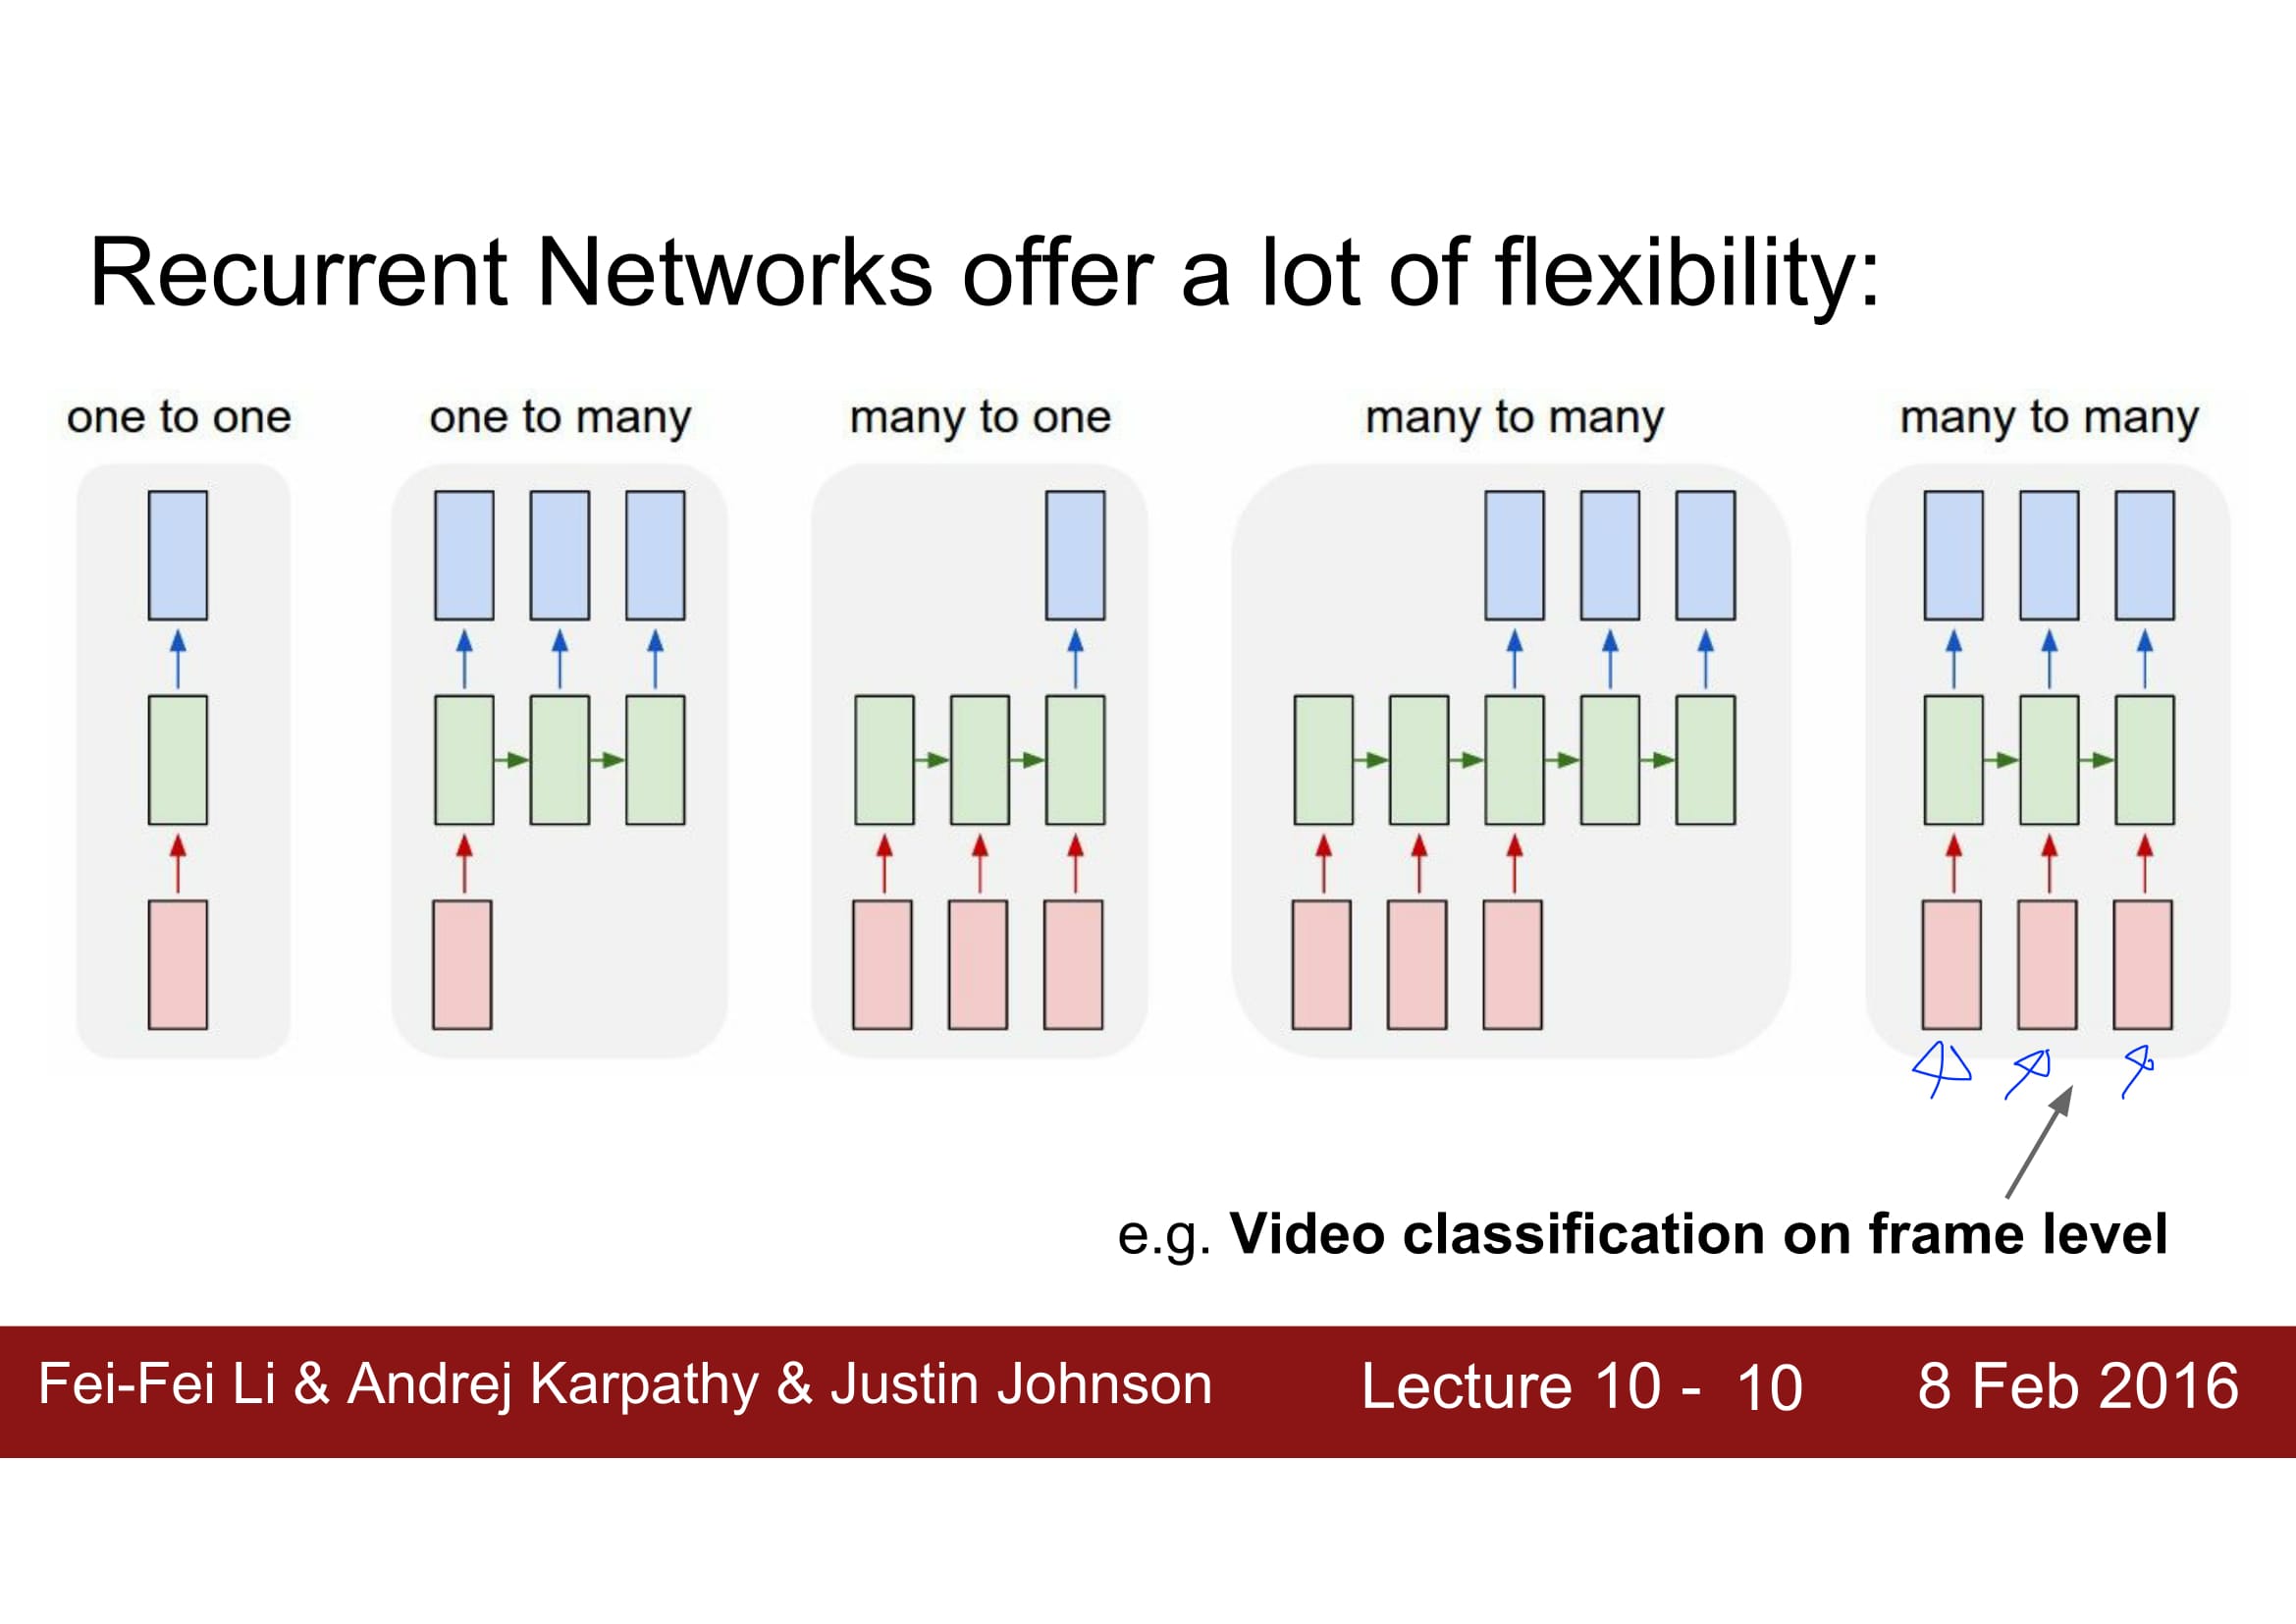 Recurrent Networks offer a lot of flexibility:
one to one
one to many
many to one
many to many
many to many
e.g. Video classification on frame level
Fei-Fei Li & Andrej Karpathy & Justin Johnson
Lecture 10 - 10
8 Feb 2016